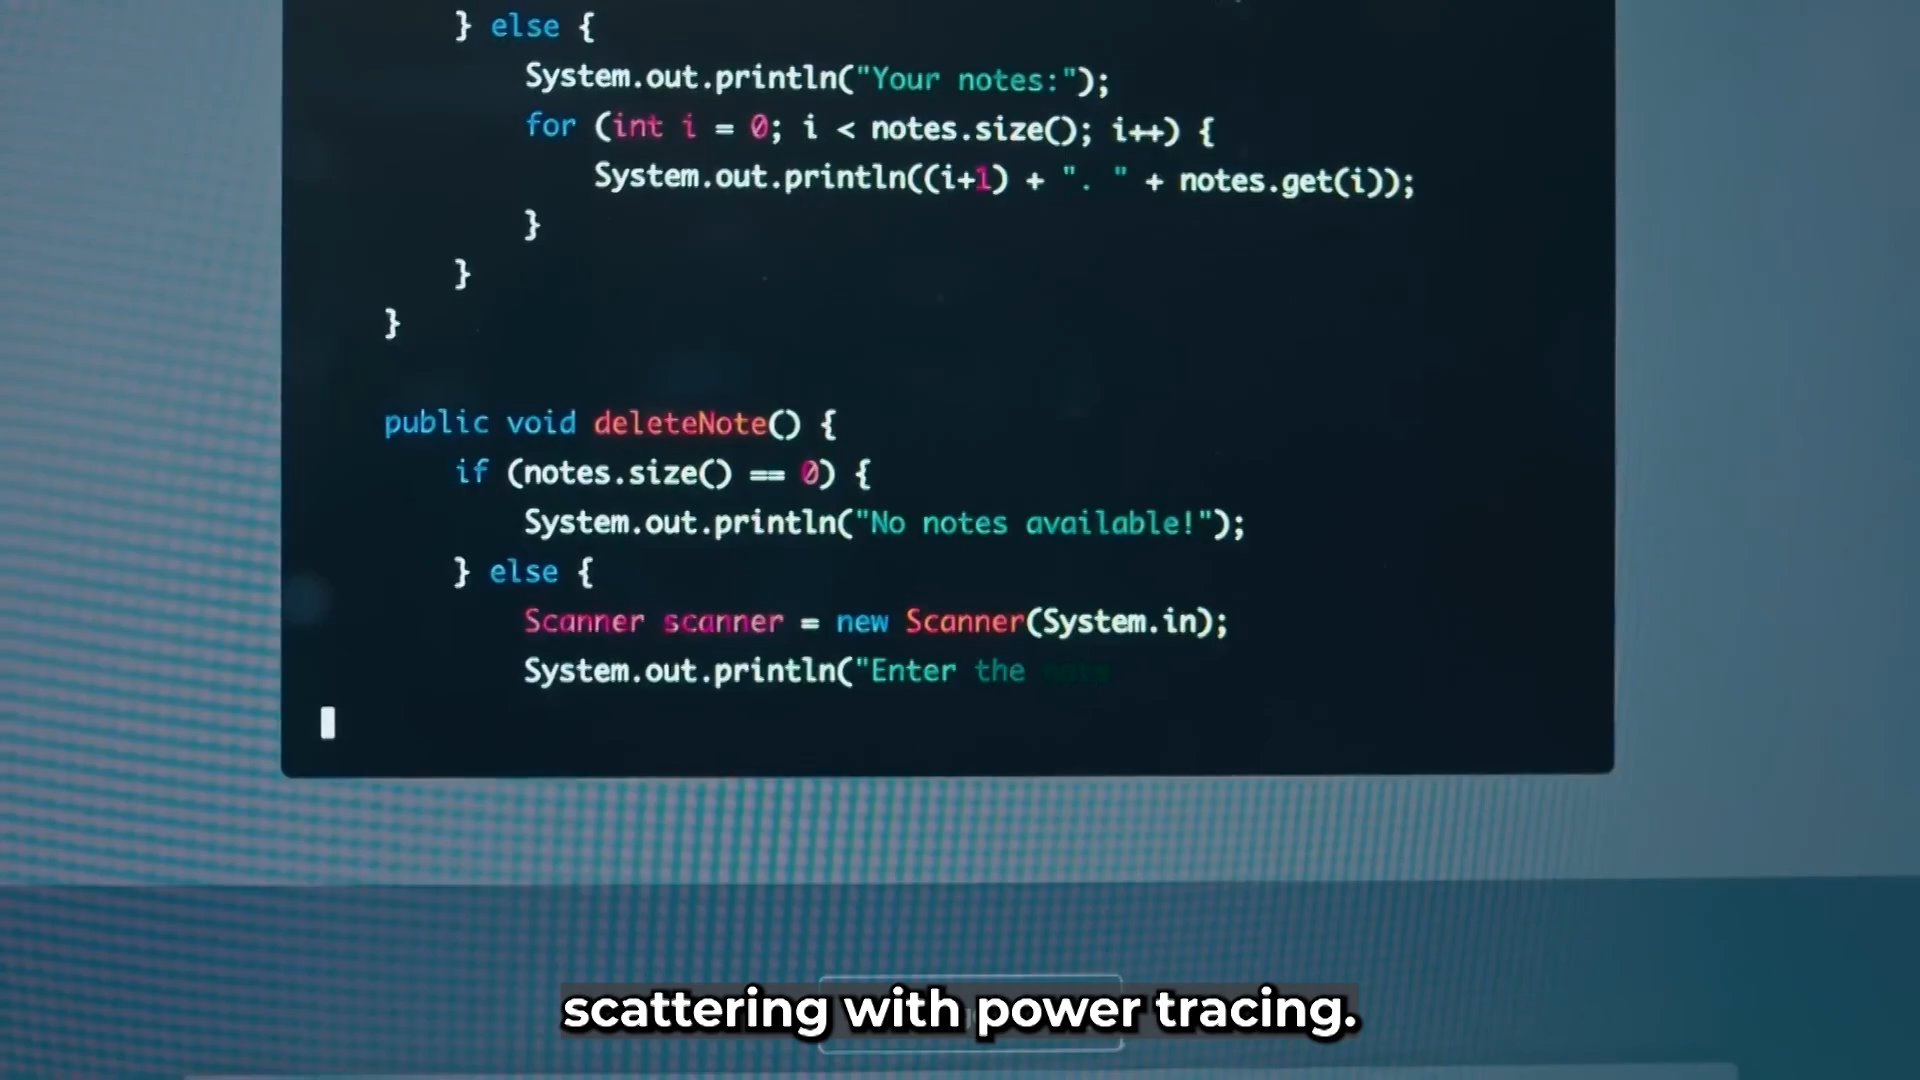 } else {
System.out.println("Your notes:");
for (int i = 0; i < notes.size(); i++) {
System.out.println((i+1) + ". " + notes.get(i));
}
}
}
public void deleteNote() {
if (notes.size() == 0) {
System.out.println("No notes available!");
} else {
Scanner scanner = new Scanner(System.in);
System.out.println("Enter the
scattering with power tracing.